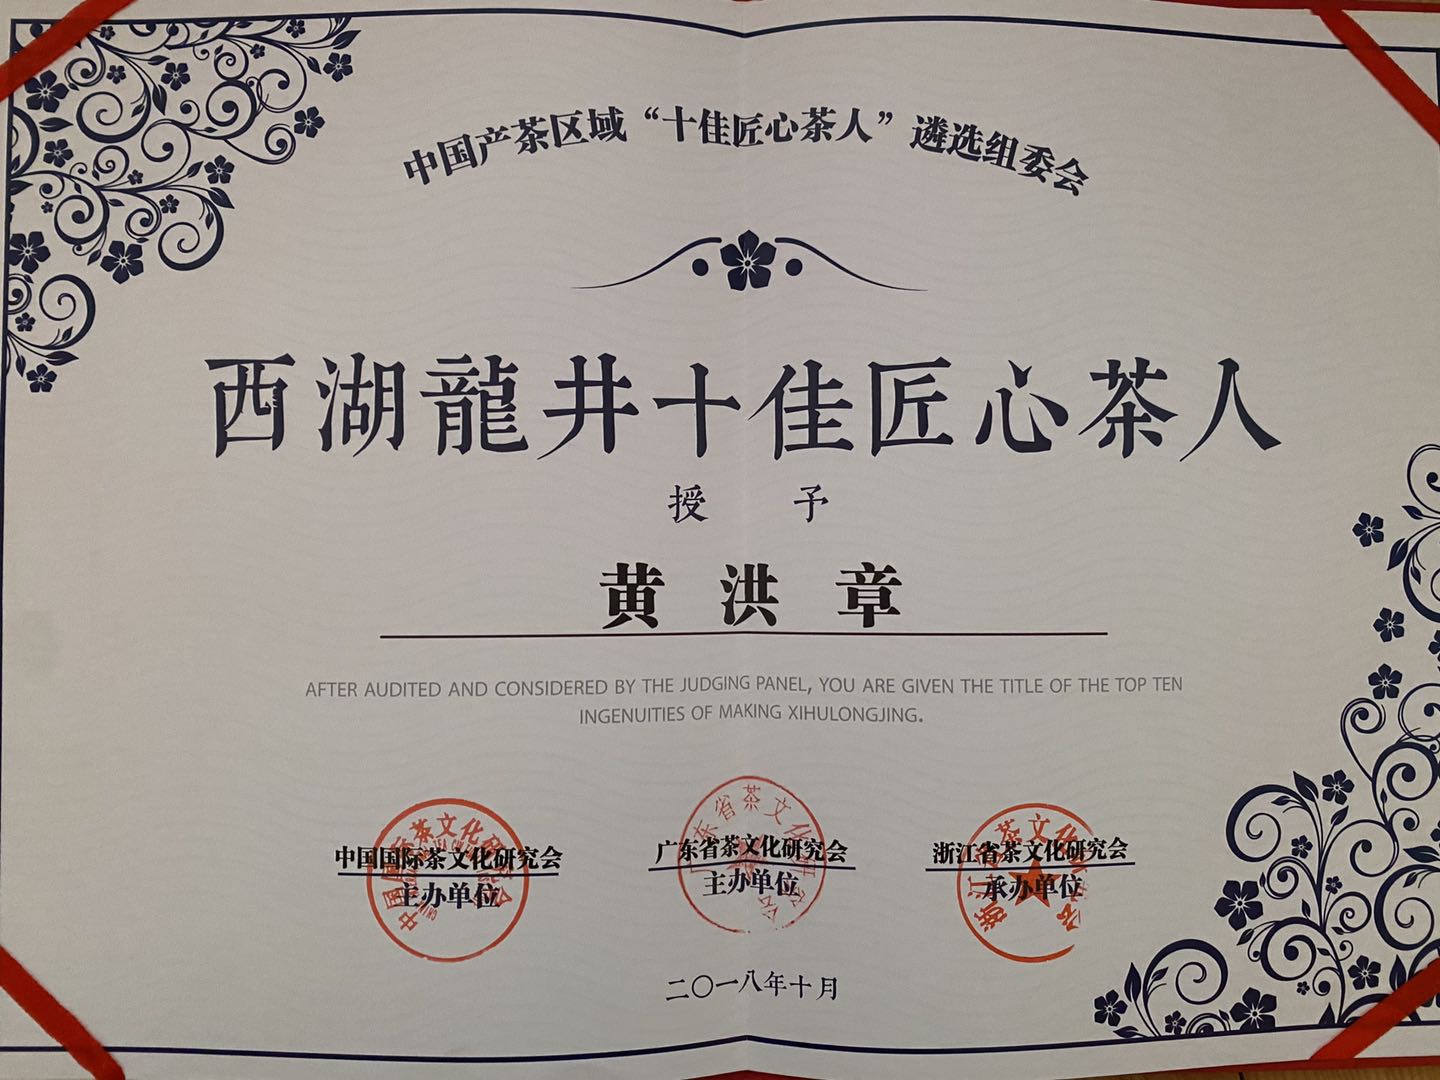 中国产茶区域“十佳匠心茶人”遴选组委会
西湖龍井十佳匠心茶人
授 予
黄 洪 章
AFTER AUDITED AND CONSIDERED BY THE JUDGING PANEL, YOU ARE GIVEN THE TITLE OF THE TOP TEN
INGENUITIES OF MAKING XIHULONGJING.
中国国际茶文化研究会
主办单位
广东省茶文化研究会
主办单位
浙江省茶文化研究会
承办单位
二〇一八年十月